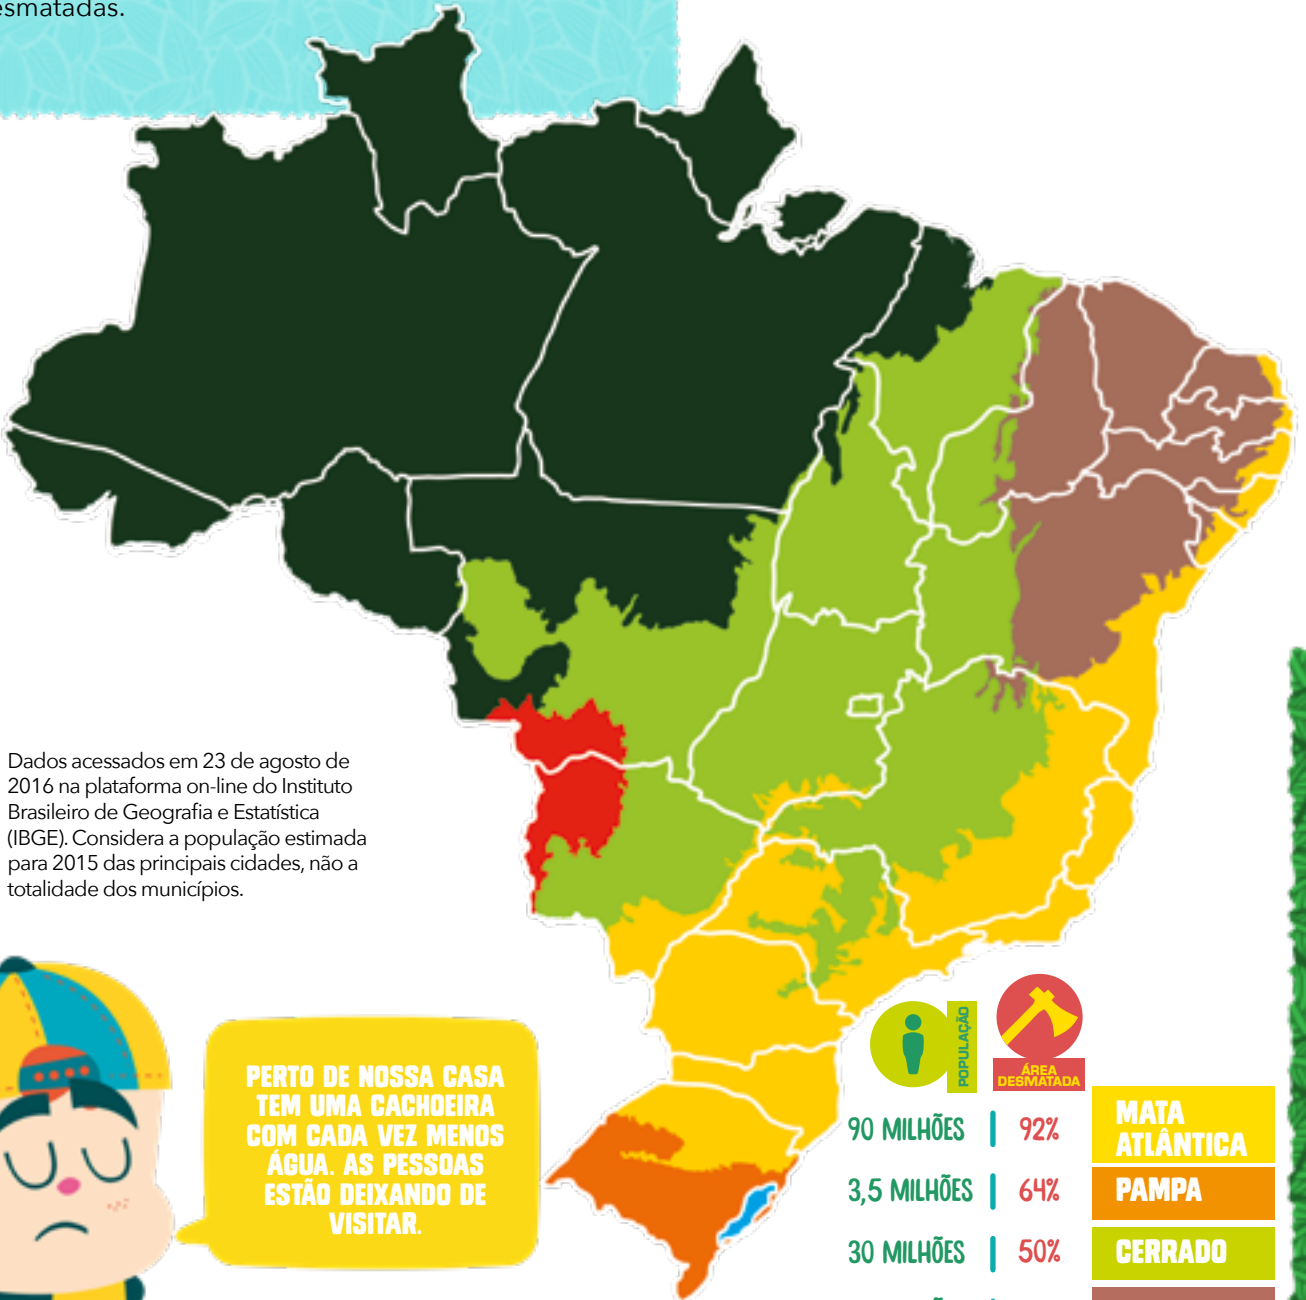 esmatadas.
Dados acessados em 23 de agosto de
2016 na plataforma on-line do Instituto
Brasileiro de Geografia e Estatística
(IBGE). Considera a população estimada
para 2015 das principais cidades, não a
totalidade dos municípios.
PERTO DE NOSSA CASA
TEM UMA CACHOEIRA
COM CADA VEZ MENOS
ÁGUA. AS PESSOAS
ESTÃO DEIXANDO DE
VISITAR.
POPULAÇÃO
ÁREA
DESMATADA
90 MILHÕES | 92%
MATA
ATLÂNTICA
3,5 MILHÕES | 64%
PAMPA
30 MILHÕES | 50%
CERRADO